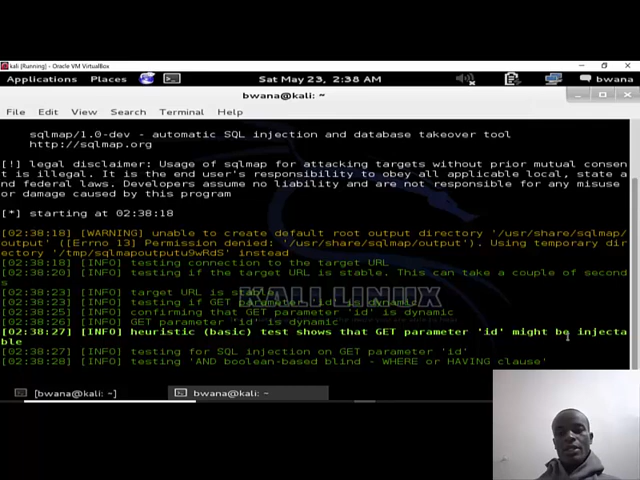 kali [Running] - Oracle VM VirtualBox
Applications Places Sat May 23, 2:38 AM bwana
bwana@kali: ~
File Edit View Search Terminal Help
sqlmap/1.0-dev - automatic SQL injection and database takeover tool
http://sqlmap.org
[!] legal disclaimer: Usage of sqlmap for attacking targets without prior mutual consen
t is illegal. It is the end user's responsibility to obey all applicable local, state a
nd federal laws. Developers assume no liability and are not responsible for any misuse
or damage caused by this program
[*] starting at 02:38:18
[02:38:18] [WARNING] unable to create default root output directory '/usr/share/sqlmap/
output' ([Errno 13] Permission denied: '/usr/share/sqlmap/output'). Using temporary dir
ectory '/tmp/sqlmapoutputu9wRdS' instead
[02:38:18] [INFO] testing connection to the target URL
[02:38:20] [INFO] testing if the target URL is stable. This can take a couple of second
s
[02:38:23] [INFO] target URL is stable
[02:38:23] [INFO] testing if GET parameter 'id' is dynamic
[02:38:25] [INFO] confirming that GET parameter 'id' is dynamic
[02:38:26] [INFO] GET parameter 'id' is dynamic
[02:38:27] [INFO] heuristic (basic) test shows that GET parameter 'id' might be injecta
ble
[02:38:27] [INFO] testing for SQL injection on GET parameter 'id'
[02:38:28] [INFO] testing 'AND boolean-based blind - WHERE or HAVING clause'
KALI LINUX
[bwana@kali: ~] bwana@kali: ~